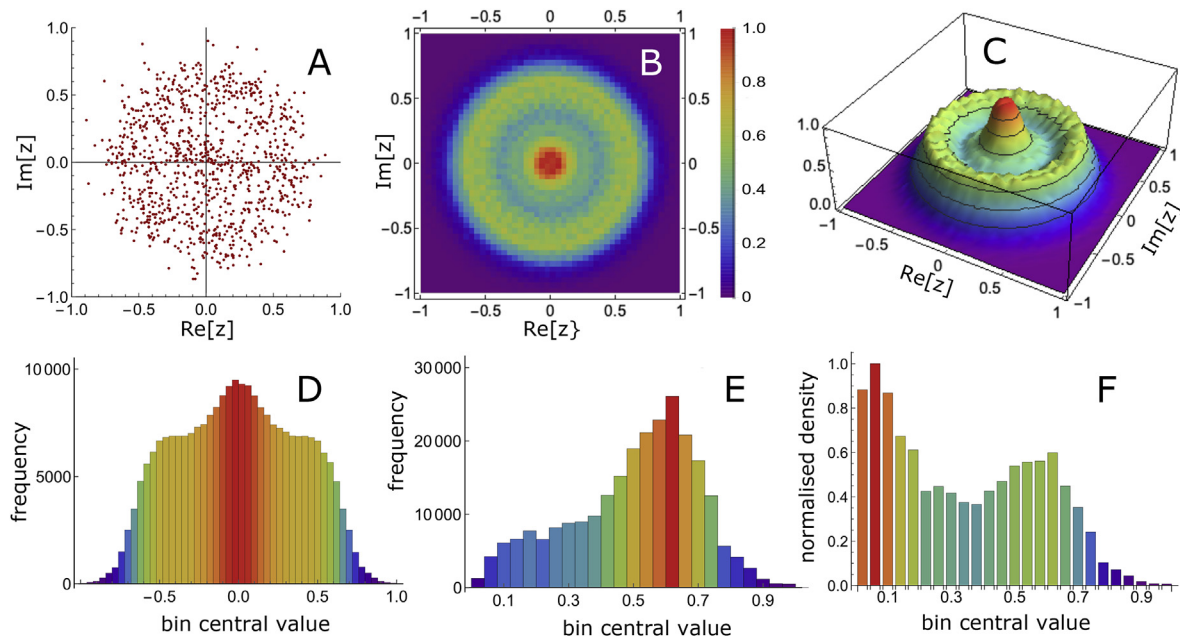 A
1.0
0.5
0.0
−0.5
−1.0
−1.0 −0.5 0.0 0.5 1.0
Im[z]
Re[z]
B
−1 −0.5 0 0.5 1
1
0.5
0
−0.5
−1
1
0.5
0
−0.5
−1
−1 −0.5 0 0.5 1
Im[z]
Re[z}
1.0
0.8
0.6
0.4
0.2
0
C
1.0
0.5
0.0
−1
−0.5
0
0.5
1
Re[z]
1
0.5
0
−0.5
−1
Im[z]
D
10000
5000
0
−0.5 0.0 0.5 1.0
frequency
bin central value
E
30000
20000
10000
0
0.1 0.3 0.5 0.7 0.9
frequency
bin central value
F
1.0
0.8
0.6
0.4
0.2
0.0
0.1 0.3 0.5 0.7 0.9
normalised density
bin central value